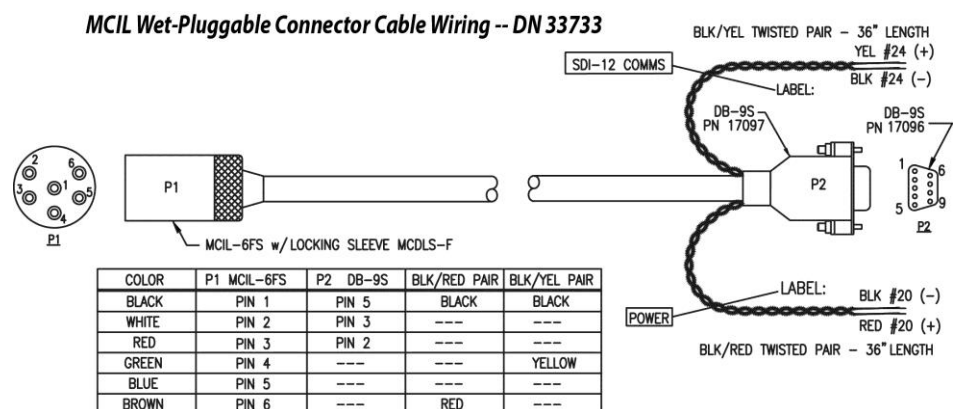 MCIL Wet-Pluggable Connector Cable Wiring -- DN 33733
BLK/YEL TWISTED PAIR - 36" LENGTH
YEL #24 (+)
BLK #24 (-)
SDI-12 COMMS
LABEL:
DB-9S
PN 17097
DB-9S
PN 17096
1
6
5
9
P2
P2
2
6
1
3
5
4
P1
P1
MCIL-6FS w/LOCKING SLEEVE MCDLS-F
LABEL:
POWER
BLK #20 (-)
RED #20 (+)
BLK/RED TWISTED PAIR - 36" LENGTH
COLOR P1 MCIL-6FS P2 DB-9S BLK/RED PAIR BLK/YEL PAIR
BLACK PIN 1 PIN 5 BLACK BLACK
WHITE PIN 2 PIN 3 --- ---
RED PIN 3 PIN 2 --- ---
GREEN PIN 4 --- --- YELLOW
BLUE PIN 5 --- --- ---
BROWN PIN 6 --- RED ---